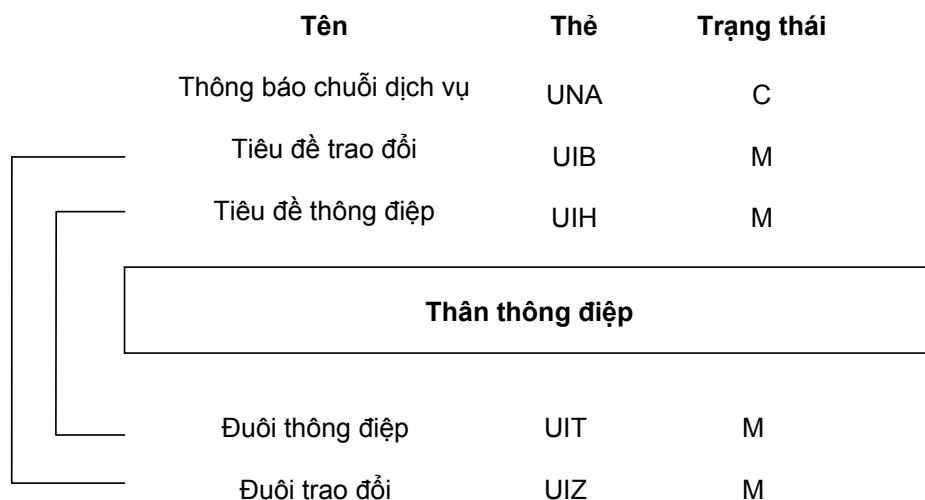 Tên Thẻ Trạng thái
Thông báo chuỗi dịch vụ UNA C
Tiêu đề trao đổi UIB M
Tiêu đề thông điệp UIH M
Thân thông điệp
Đuôi thông điệp UIT M
Đuôi trao đổi UIZ M